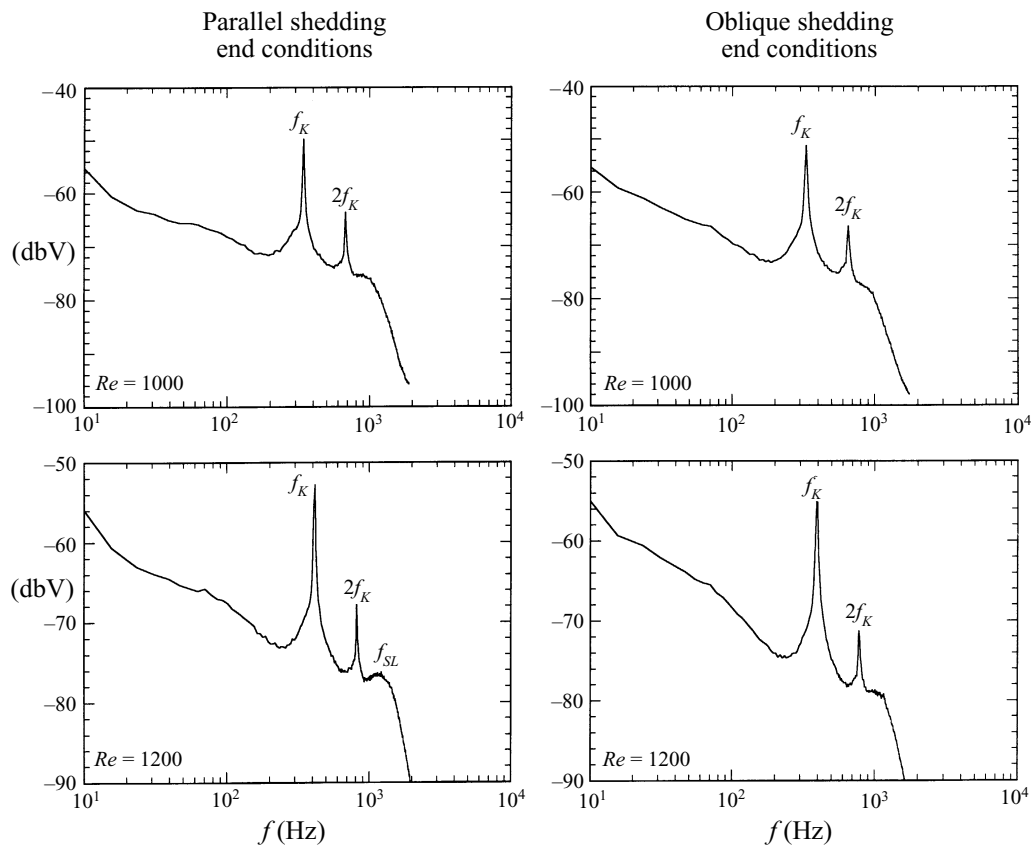 Parallel shedding
end conditions
Oblique shedding
end conditions
−40
−60
(dbV)
−80
−100
f_K
2f_K
Re = 1000
10^1
10^2
10^3
10^4
−40
−60
−80
−100
f_K
2f_K
Re = 1000
10^1
10^2
10^3
10^4
−50
−60
(dbV)
−70
−80
−90
f_K
2f_K
f_SL
Re = 1200
10^1
10^2
10^3
10^4
f (Hz)
−50
−60
−70
−80
−90
f_K
2f_K
Re = 1200
10^1
10^2
10^3
10^4
f (Hz)